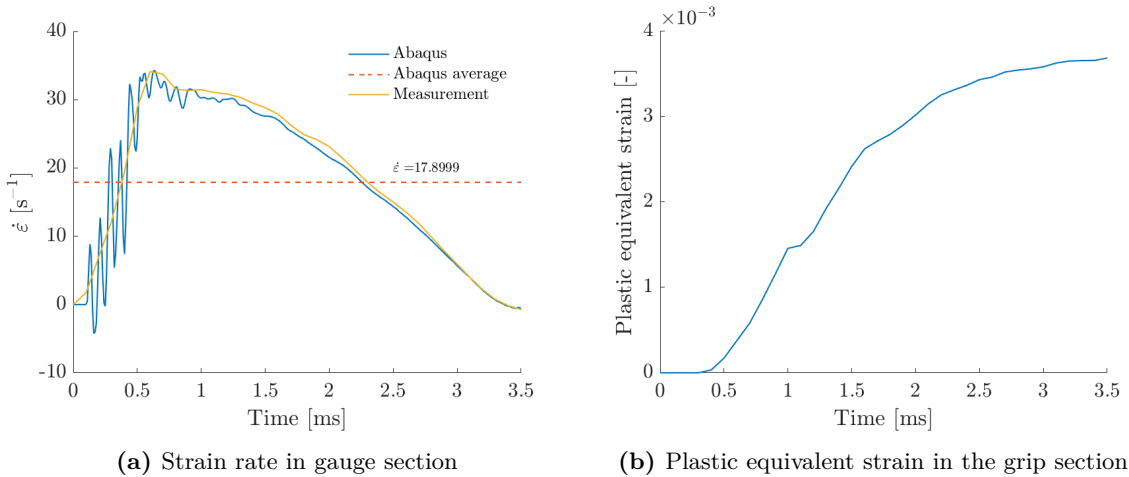 40
30
20
10
0
-10
ε̇ [s⁻¹]
Abaqus
Abaqus average
Measurement
ε̇ =17.8999
0 0.5 1 1.5 2 2.5 3 3.5
Time [ms]
(a) Strain rate in gauge section
×10⁻³
4
3
2
1
0
Plastic equivalent strain [-]
0 0.5 1 1.5 2 2.5 3 3.5
Time [ms]
(b) Plastic equivalent strain in the grip section